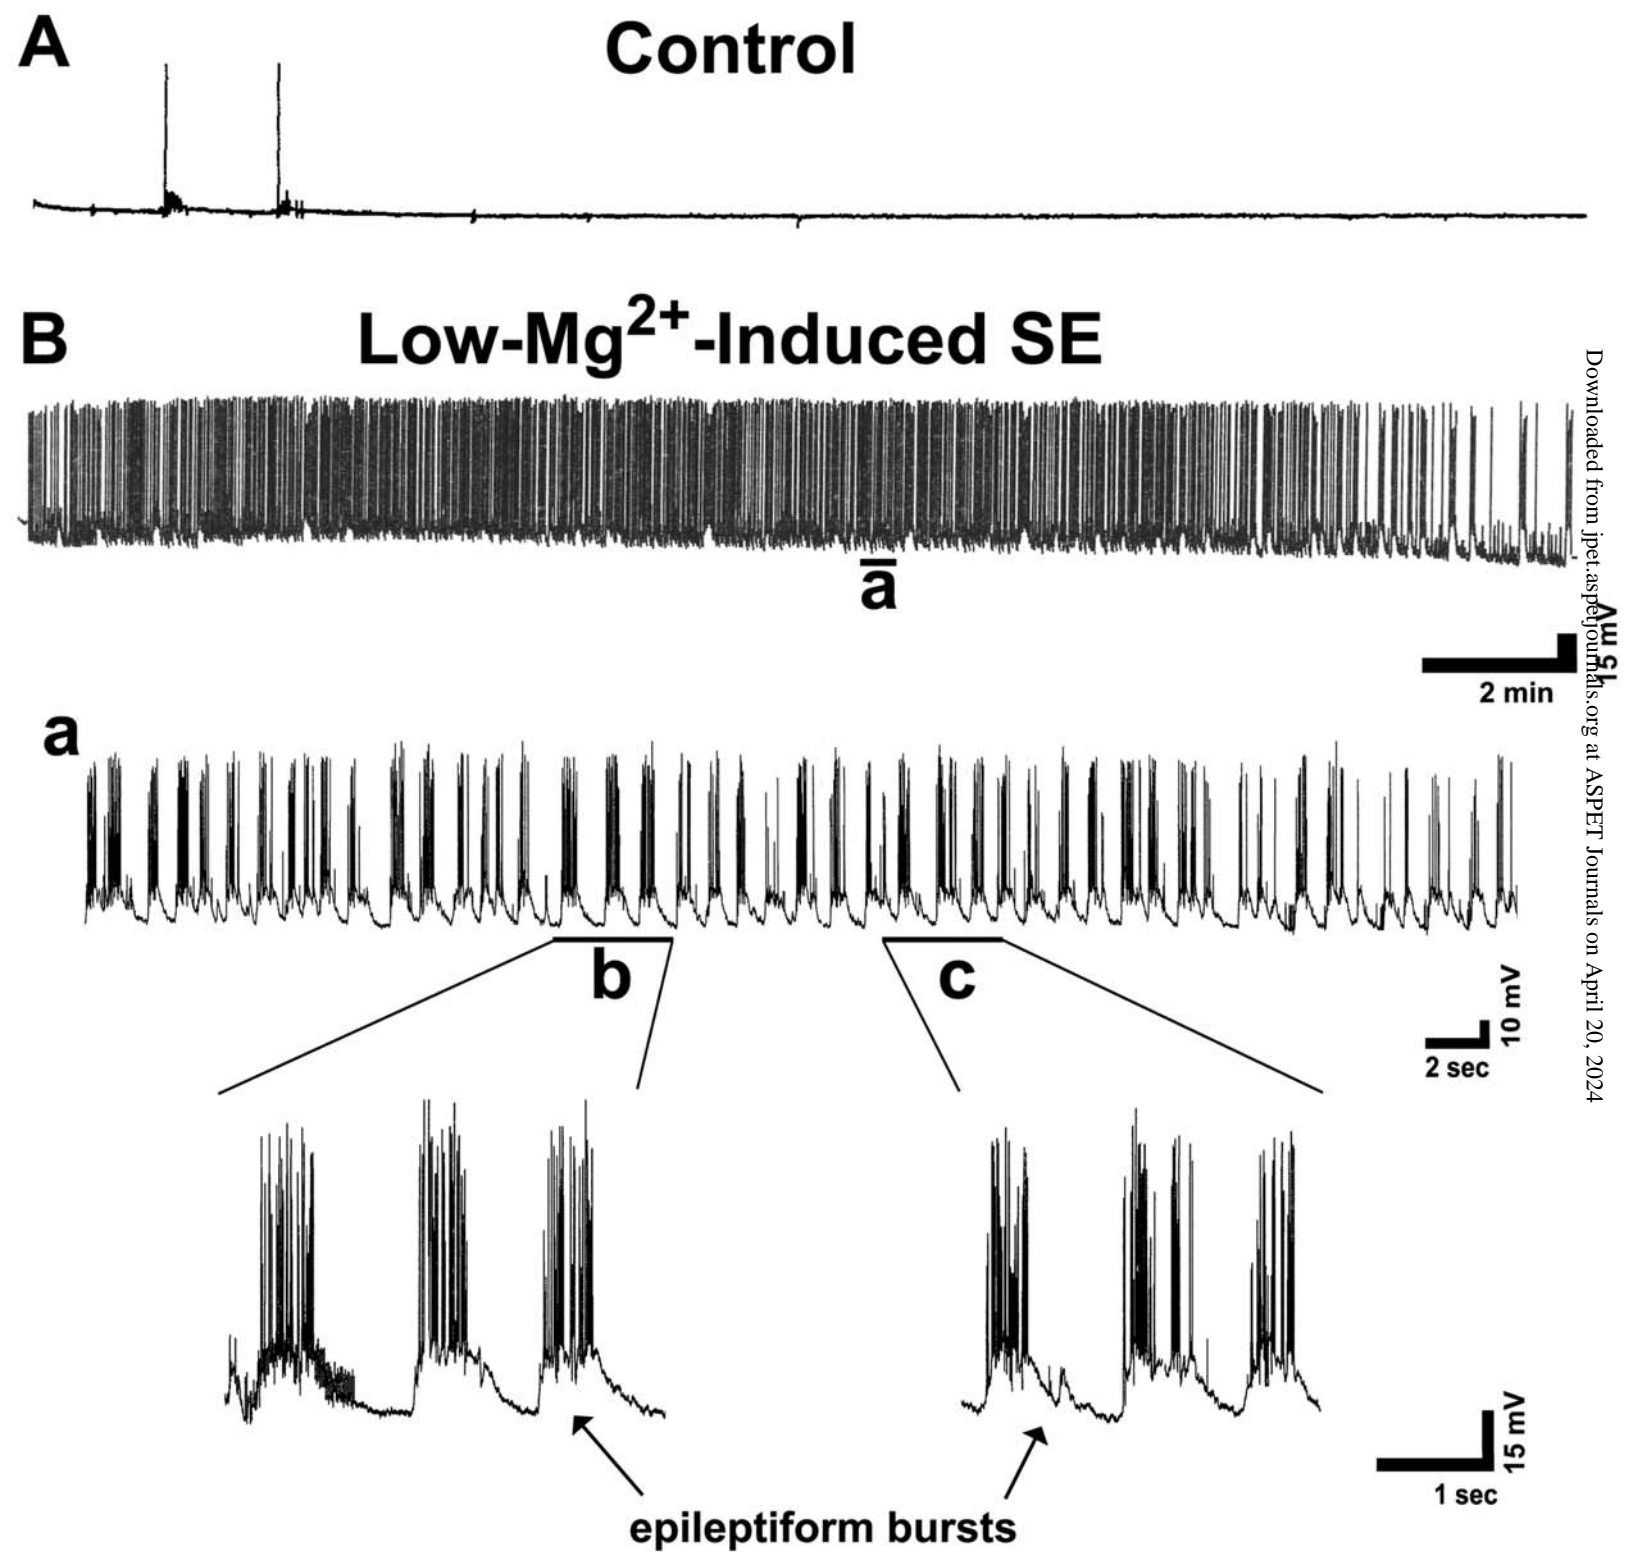 A
Control
B
Low-Mg2+-Induced SE
a
15 mV
2 min
a
b
c
10 mV
2 sec
15 mV
1 sec
epileptiform bursts
Downloaded from jpet.aspetjournals.org at ASPET Journals on April 20, 2024